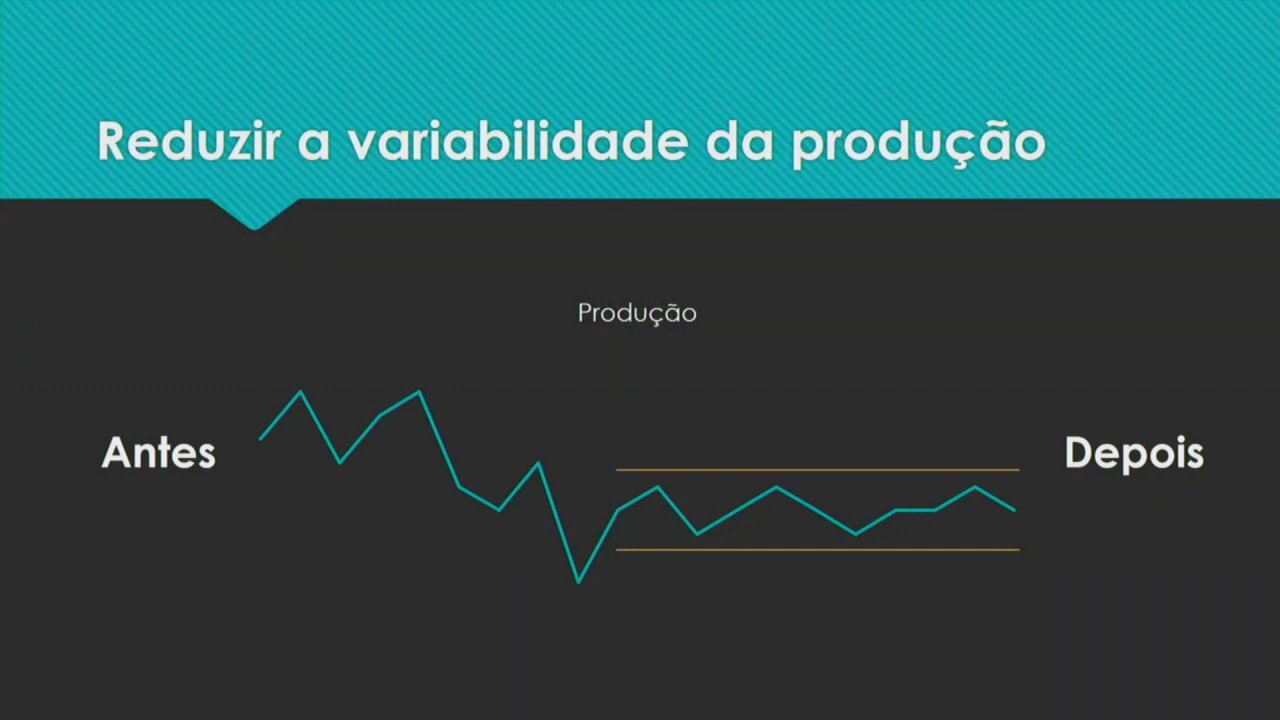 Reduzir a variabilidade da produção
Produção
Antes
Depois